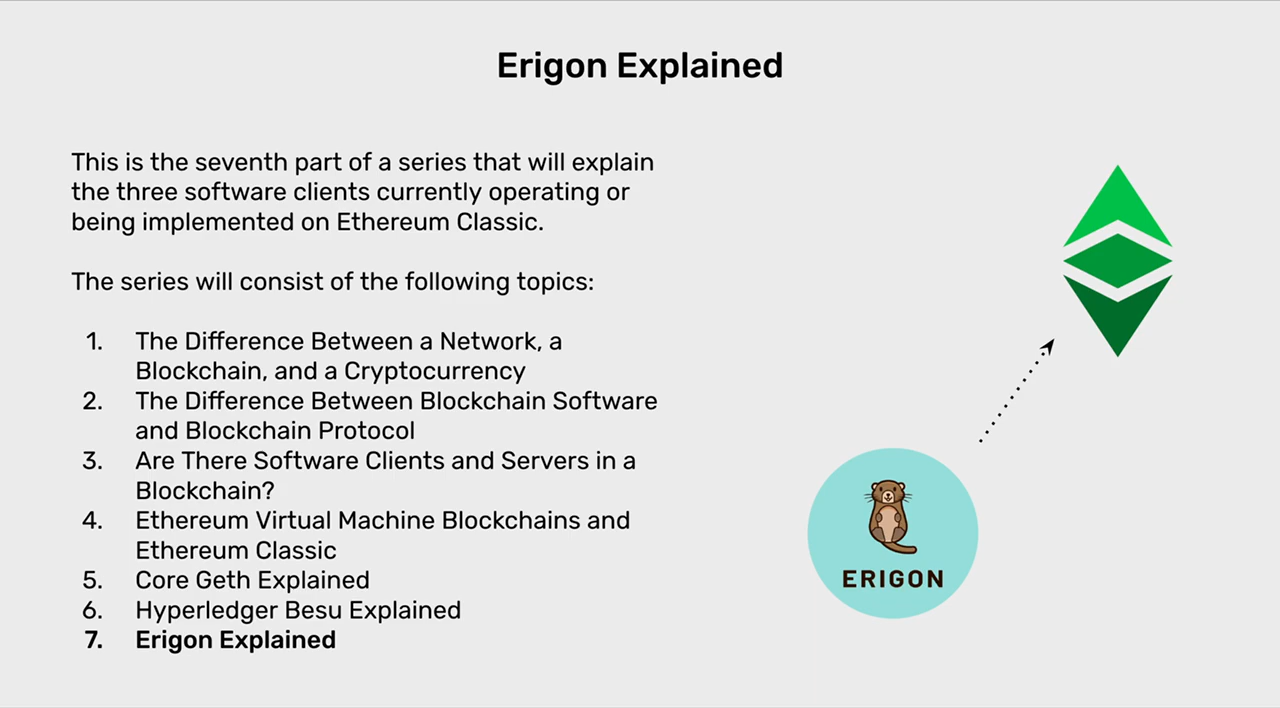 Erigon Explained
This is the seventh part of a series that will explain
the three software clients currently operating or
being implemented on Ethereum Classic.
The series will consist of the following topics:
1. The Difference Between a Network, a
Blockchain, and a Cryptocurrency
2. The Difference Between Blockchain Software
and Blockchain Protocol
3. Are There Software Clients and Servers in a
Blockchain?
4. Ethereum Virtual Machine Blockchains and
Ethereum Classic
5. Core Geth Explained
6. Hyperledger Besu Explained
7. Erigon Explained
ERIGON